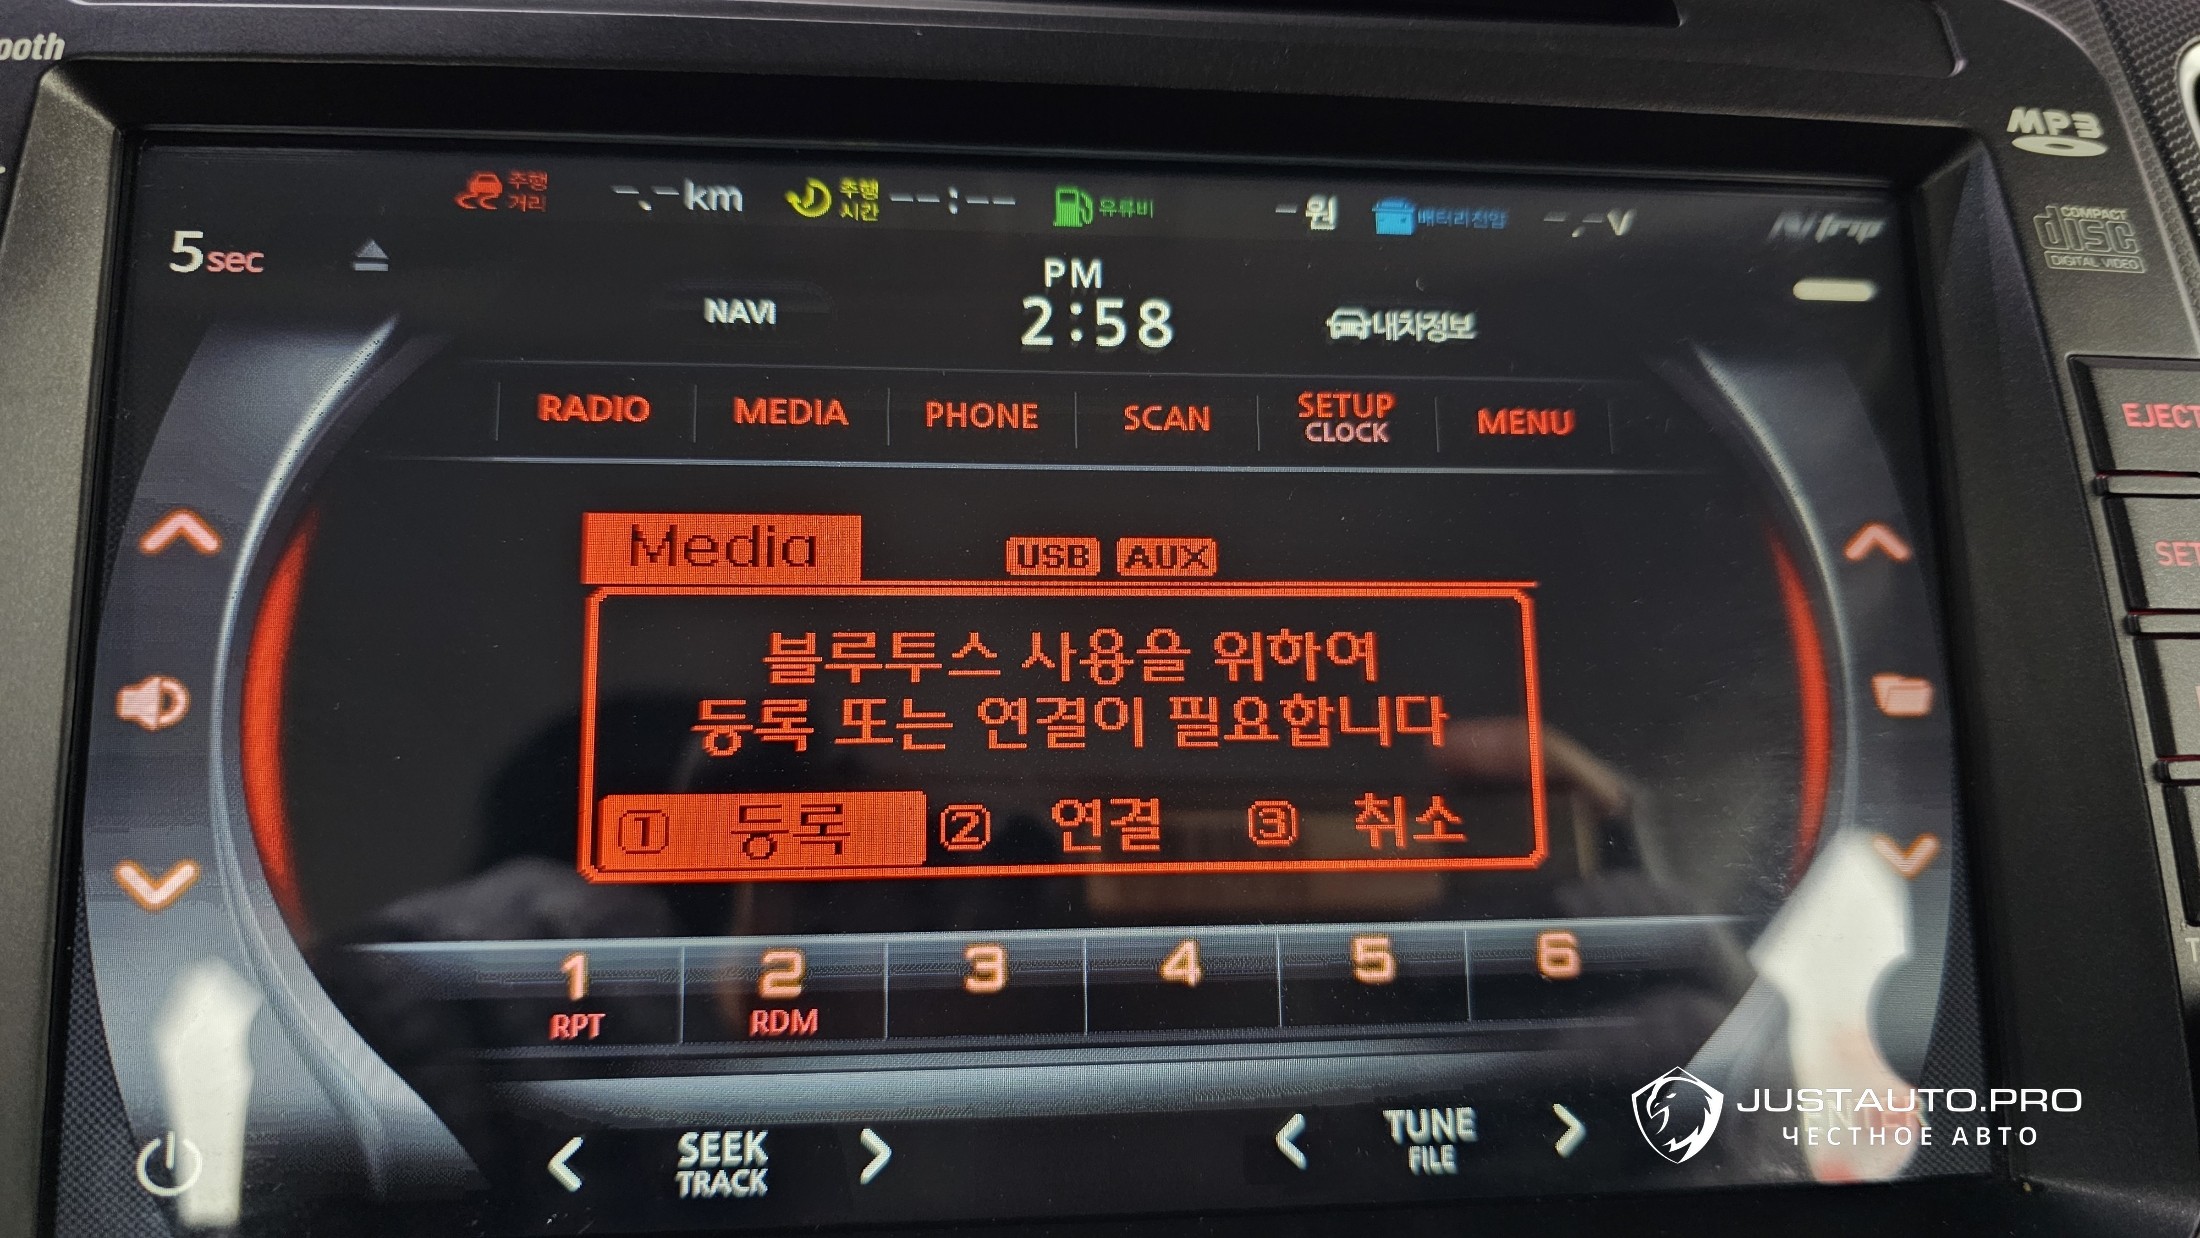 ooth
MP3
COMPACT
disc
DIGITAL VIDEO
주행
거리
-.-km
주행
시간
--:--
유류비
-원
배터리전압
-.-V
5sec
PM
NAVI
2:58
내차정보
RADIO
MEDIA
PHONE
SCAN
SETUP
CLOCK
MENU
EJECT
SET
Media
USB
AUX
블루투스 사용을 위하여
등록 또는 연결이 필요합니다
① 등록 ② 연결 ③ 취소
1
2
3
4
5
6
RPT
RDM
SEEK
TRACK
TUNE
FILE
JUSTAUTO.PRO
ЧЕСТНОЕ АВТО